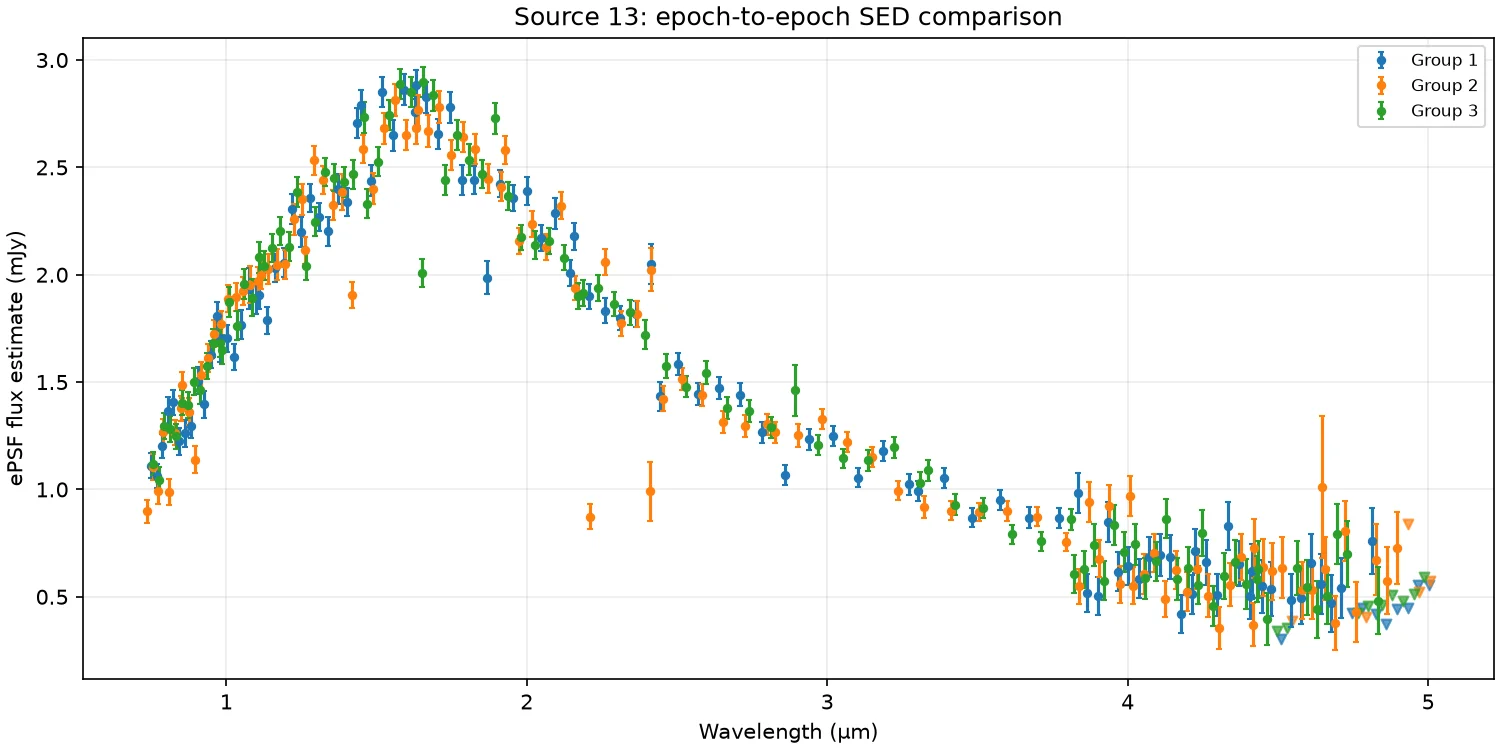 Source 13: epoch-to-epoch SED comparison
ePSF flux estimate (mJy)
3.0
2.5
2.0
1.5
1.0
0.5
Group 1
Group 2
Group 3
1 2 3 4 5
Wavelength (μm)